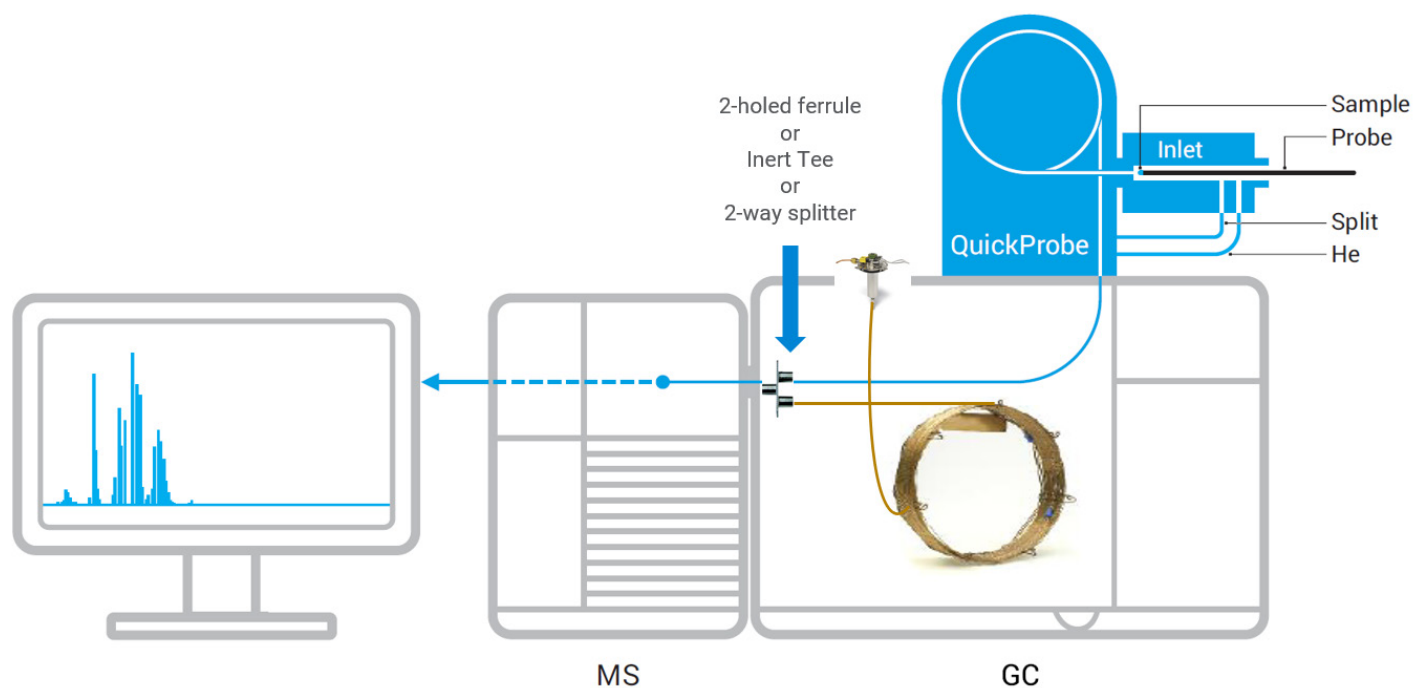 2-holed ferrule
or
Inert Tee
or
2-way splitter
Sample
Probe
Inlet
Split
He
QuickProbe
MS
GC